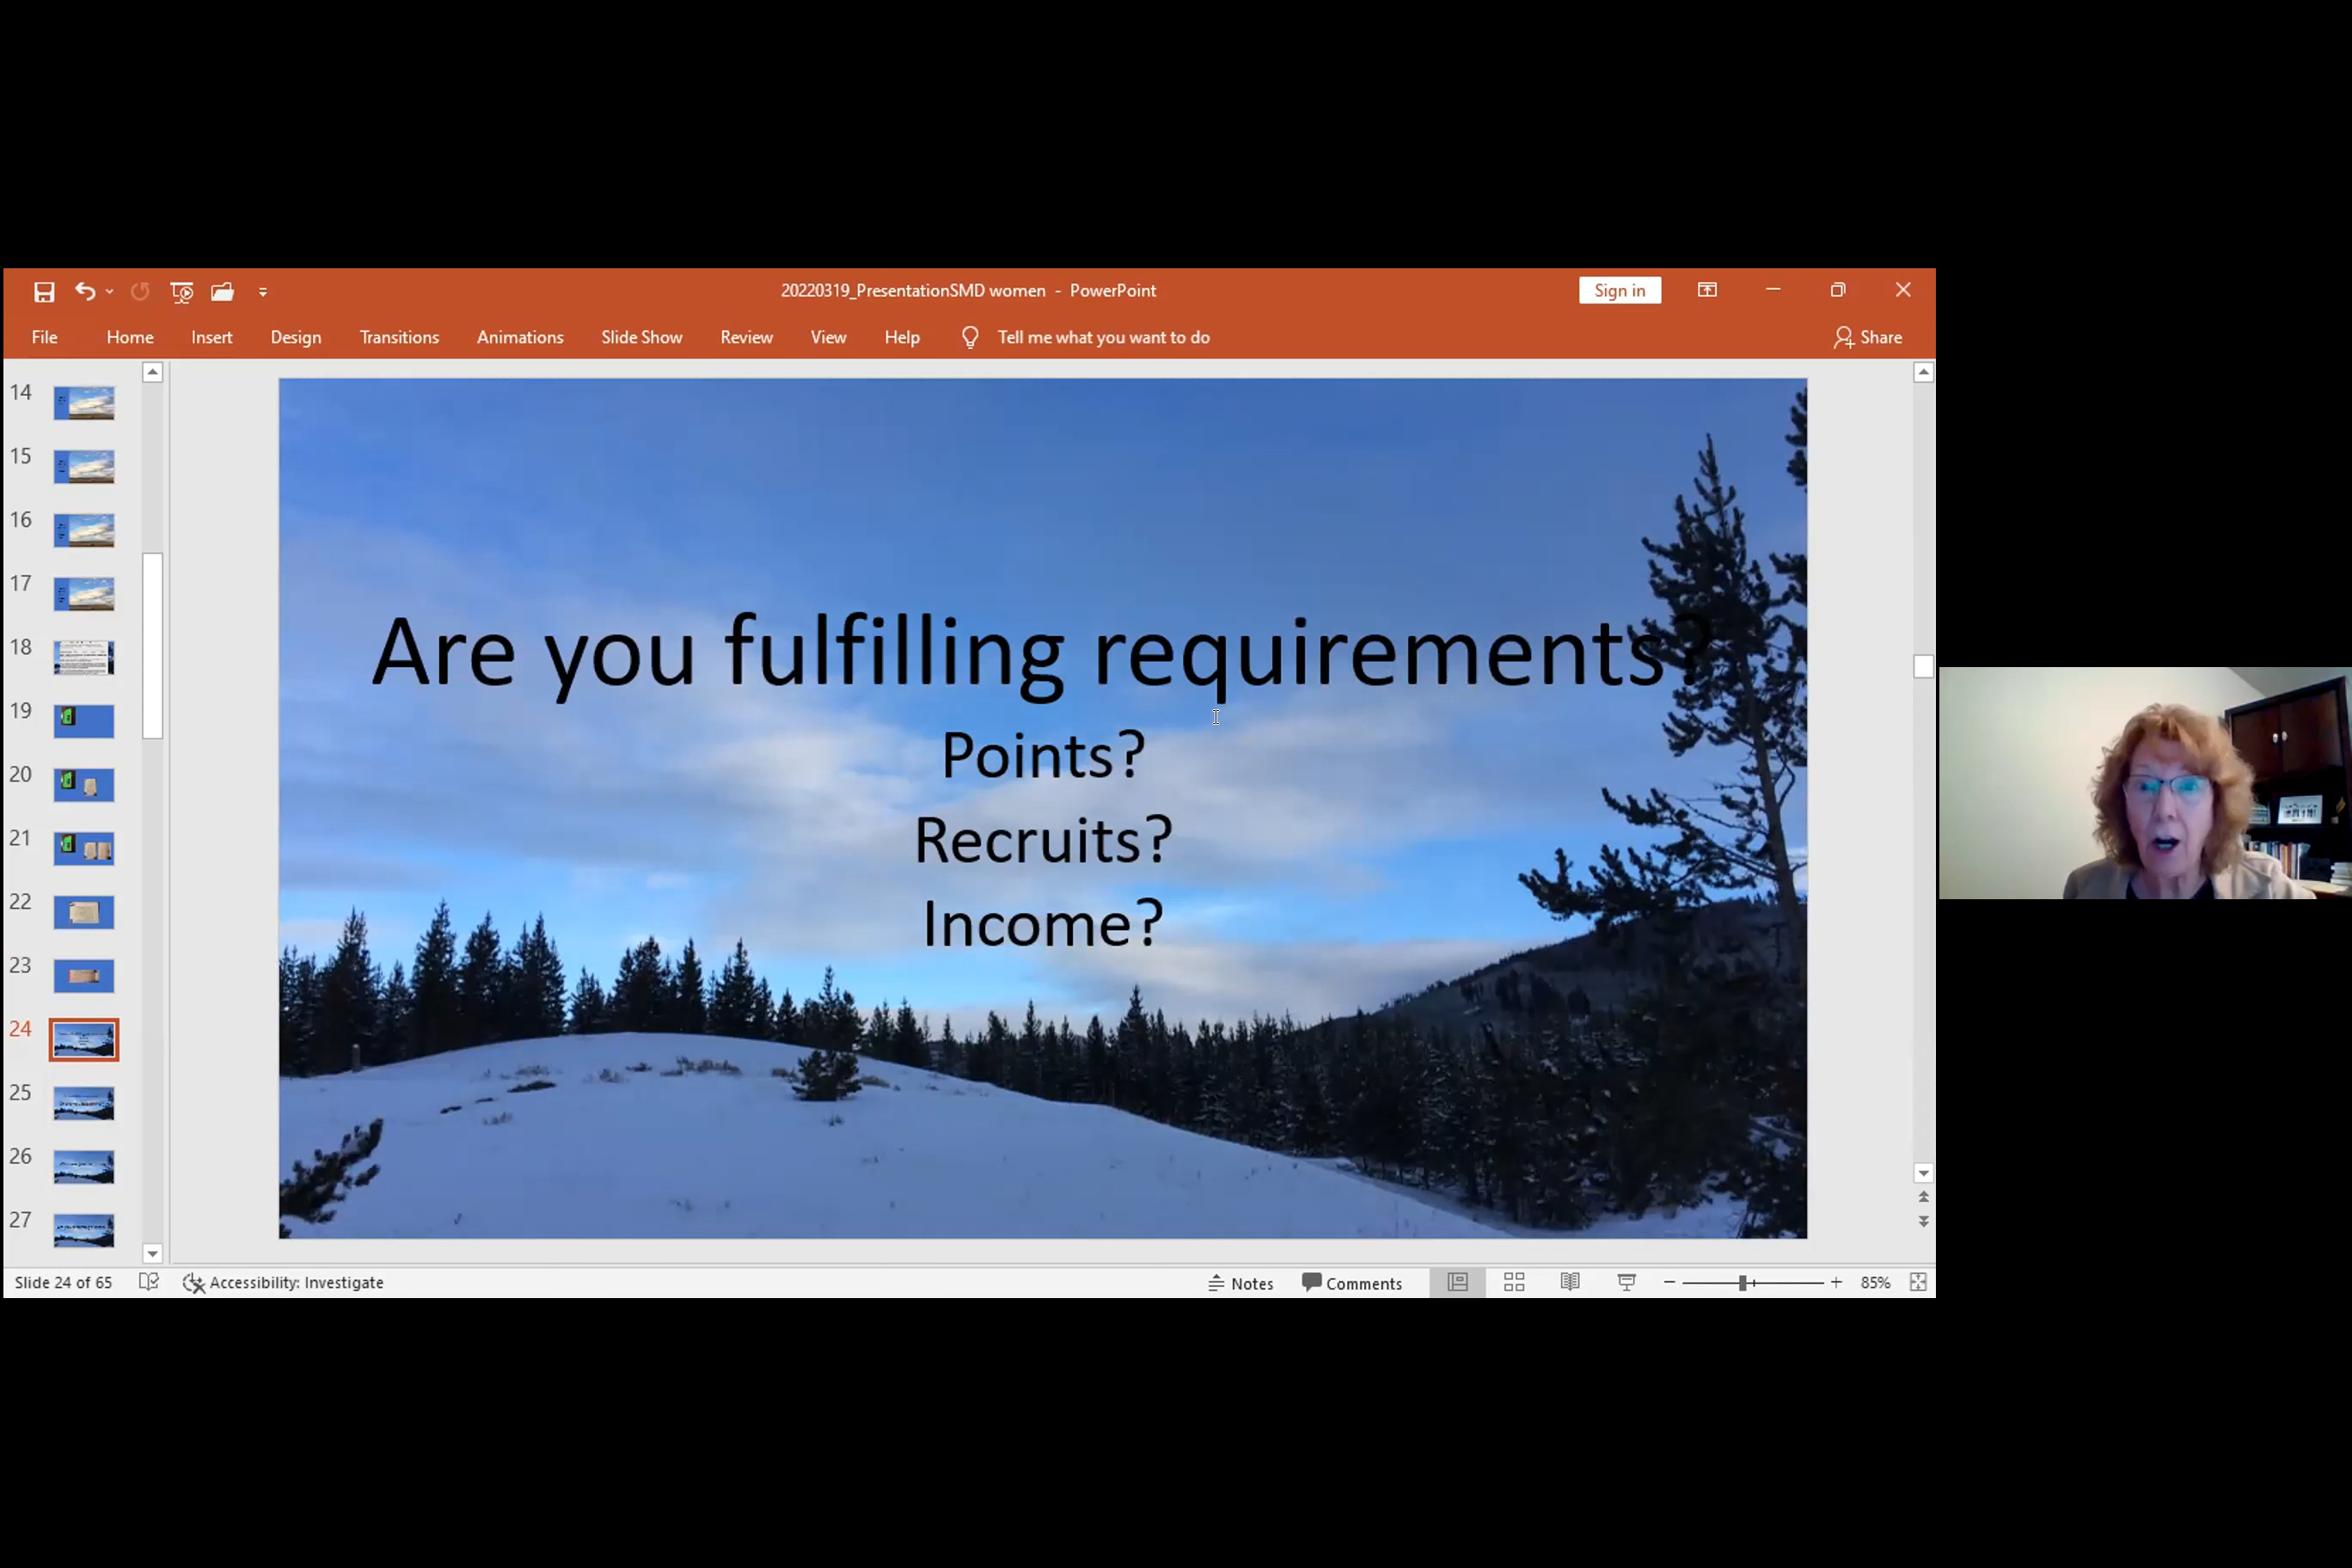 20220319_PresentationSMD women - PowerPoint
Sign in
File
Home
Insert
Design
Transitions
Animations
Slide Show
Review
View
Help
Tell me what you want to do
Share
14
15
16
17
18
19
20
21
22
23
24
25
26
27
Are you fulfilling requirements?
Points?
Recruits?
Income?
Slide 24 of 65
Accessibility: Investigate
Notes
Comments
85%